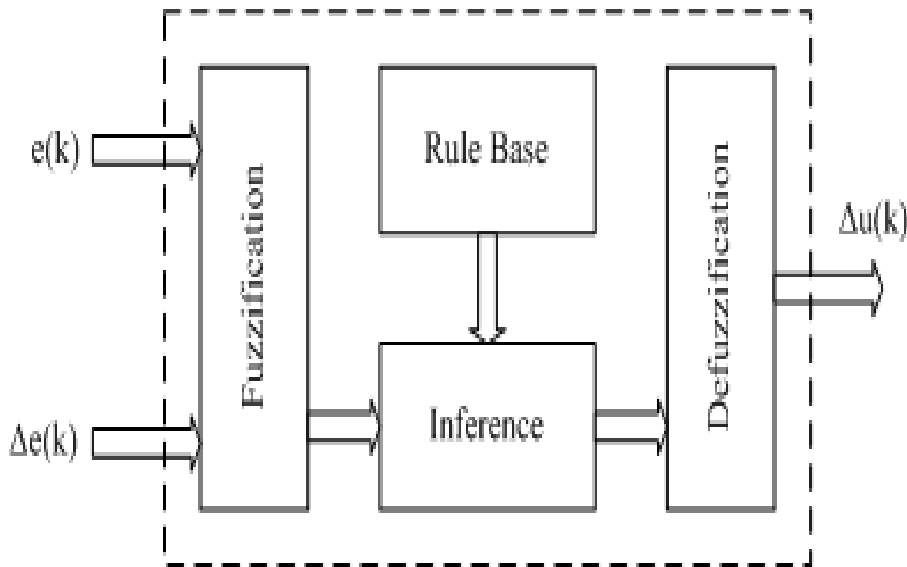 e(k)
Δe(k)
Fuzzification
Rule Base
Inference
Defuzzification
Δu(k)